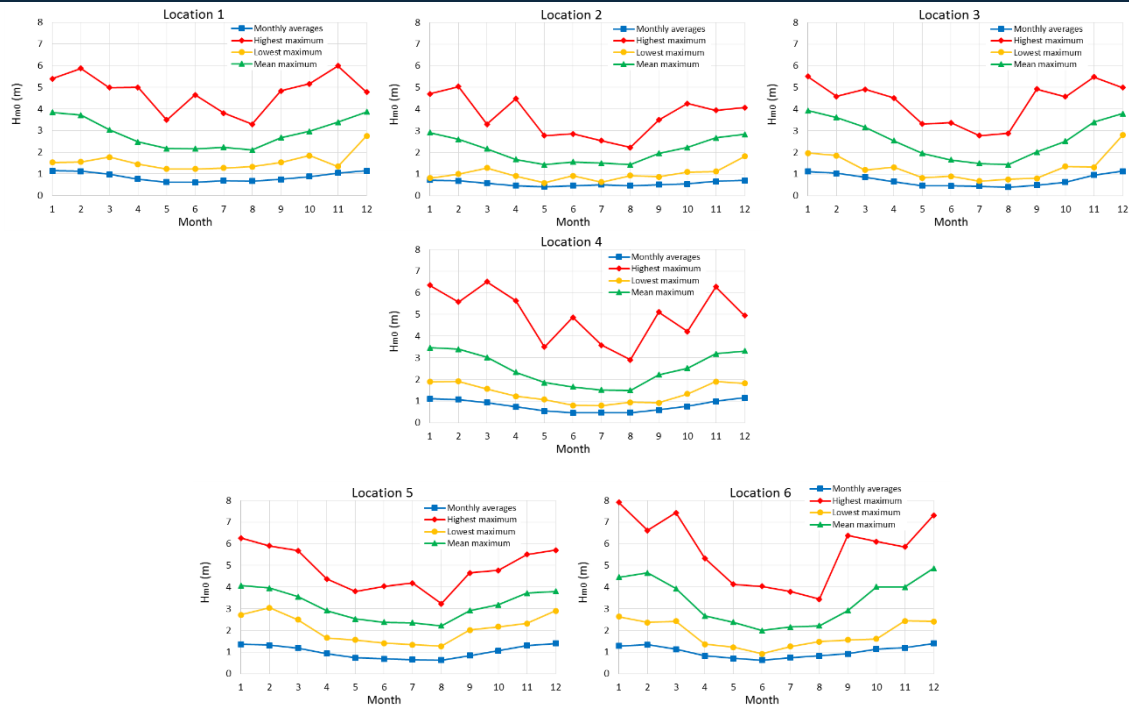 Location 1
Monthly averages
Highest maximum
Lowest maximum
Mean maximum
8
7
6
5
4
3
2
1
0
Hm0 (m)
1 2 3 4 5 6 7 8 9 10 11 12
Month
Location 2
Monthly averages
Highest maximum
Lowest maximum
Mean maximum
8
7
6
5
4
3
2
1
0
Hm0 (m)
1 2 3 4 5 6 7 8 9 10 11 12
Month
Location 3
Monthly averages
Highest maximum
Lowest maximum
Mean maximum
8
7
6
5
4
3
2
1
0
Hm0 (m)
1 2 3 4 5 6 7 8 9 10 11 12
Month
Location 4
Monthly averages
Highest maximum
Lowest maximum
Mean maximum
8
7
6
5
4
3
2
1
0
Hm0 (m)
1 2 3 4 5 6 7 8 9 10 11 12
Month
Location 5
Monthly averages
Highest maximum
Lowest maximum
Mean maximum
8
7
6
5
4
3
2
1
0
Hm0 (m)
1 2 3 4 5 6 7 8 9 10 11 12
Month
Location 6
Monthly averages
Highest maximum
Lowest maximum
Mean maximum
8
7
6
5
4
3
2
1
0
Hm0 (m)
1 2 3 4 5 6 7 8 9 10 11 12
Month